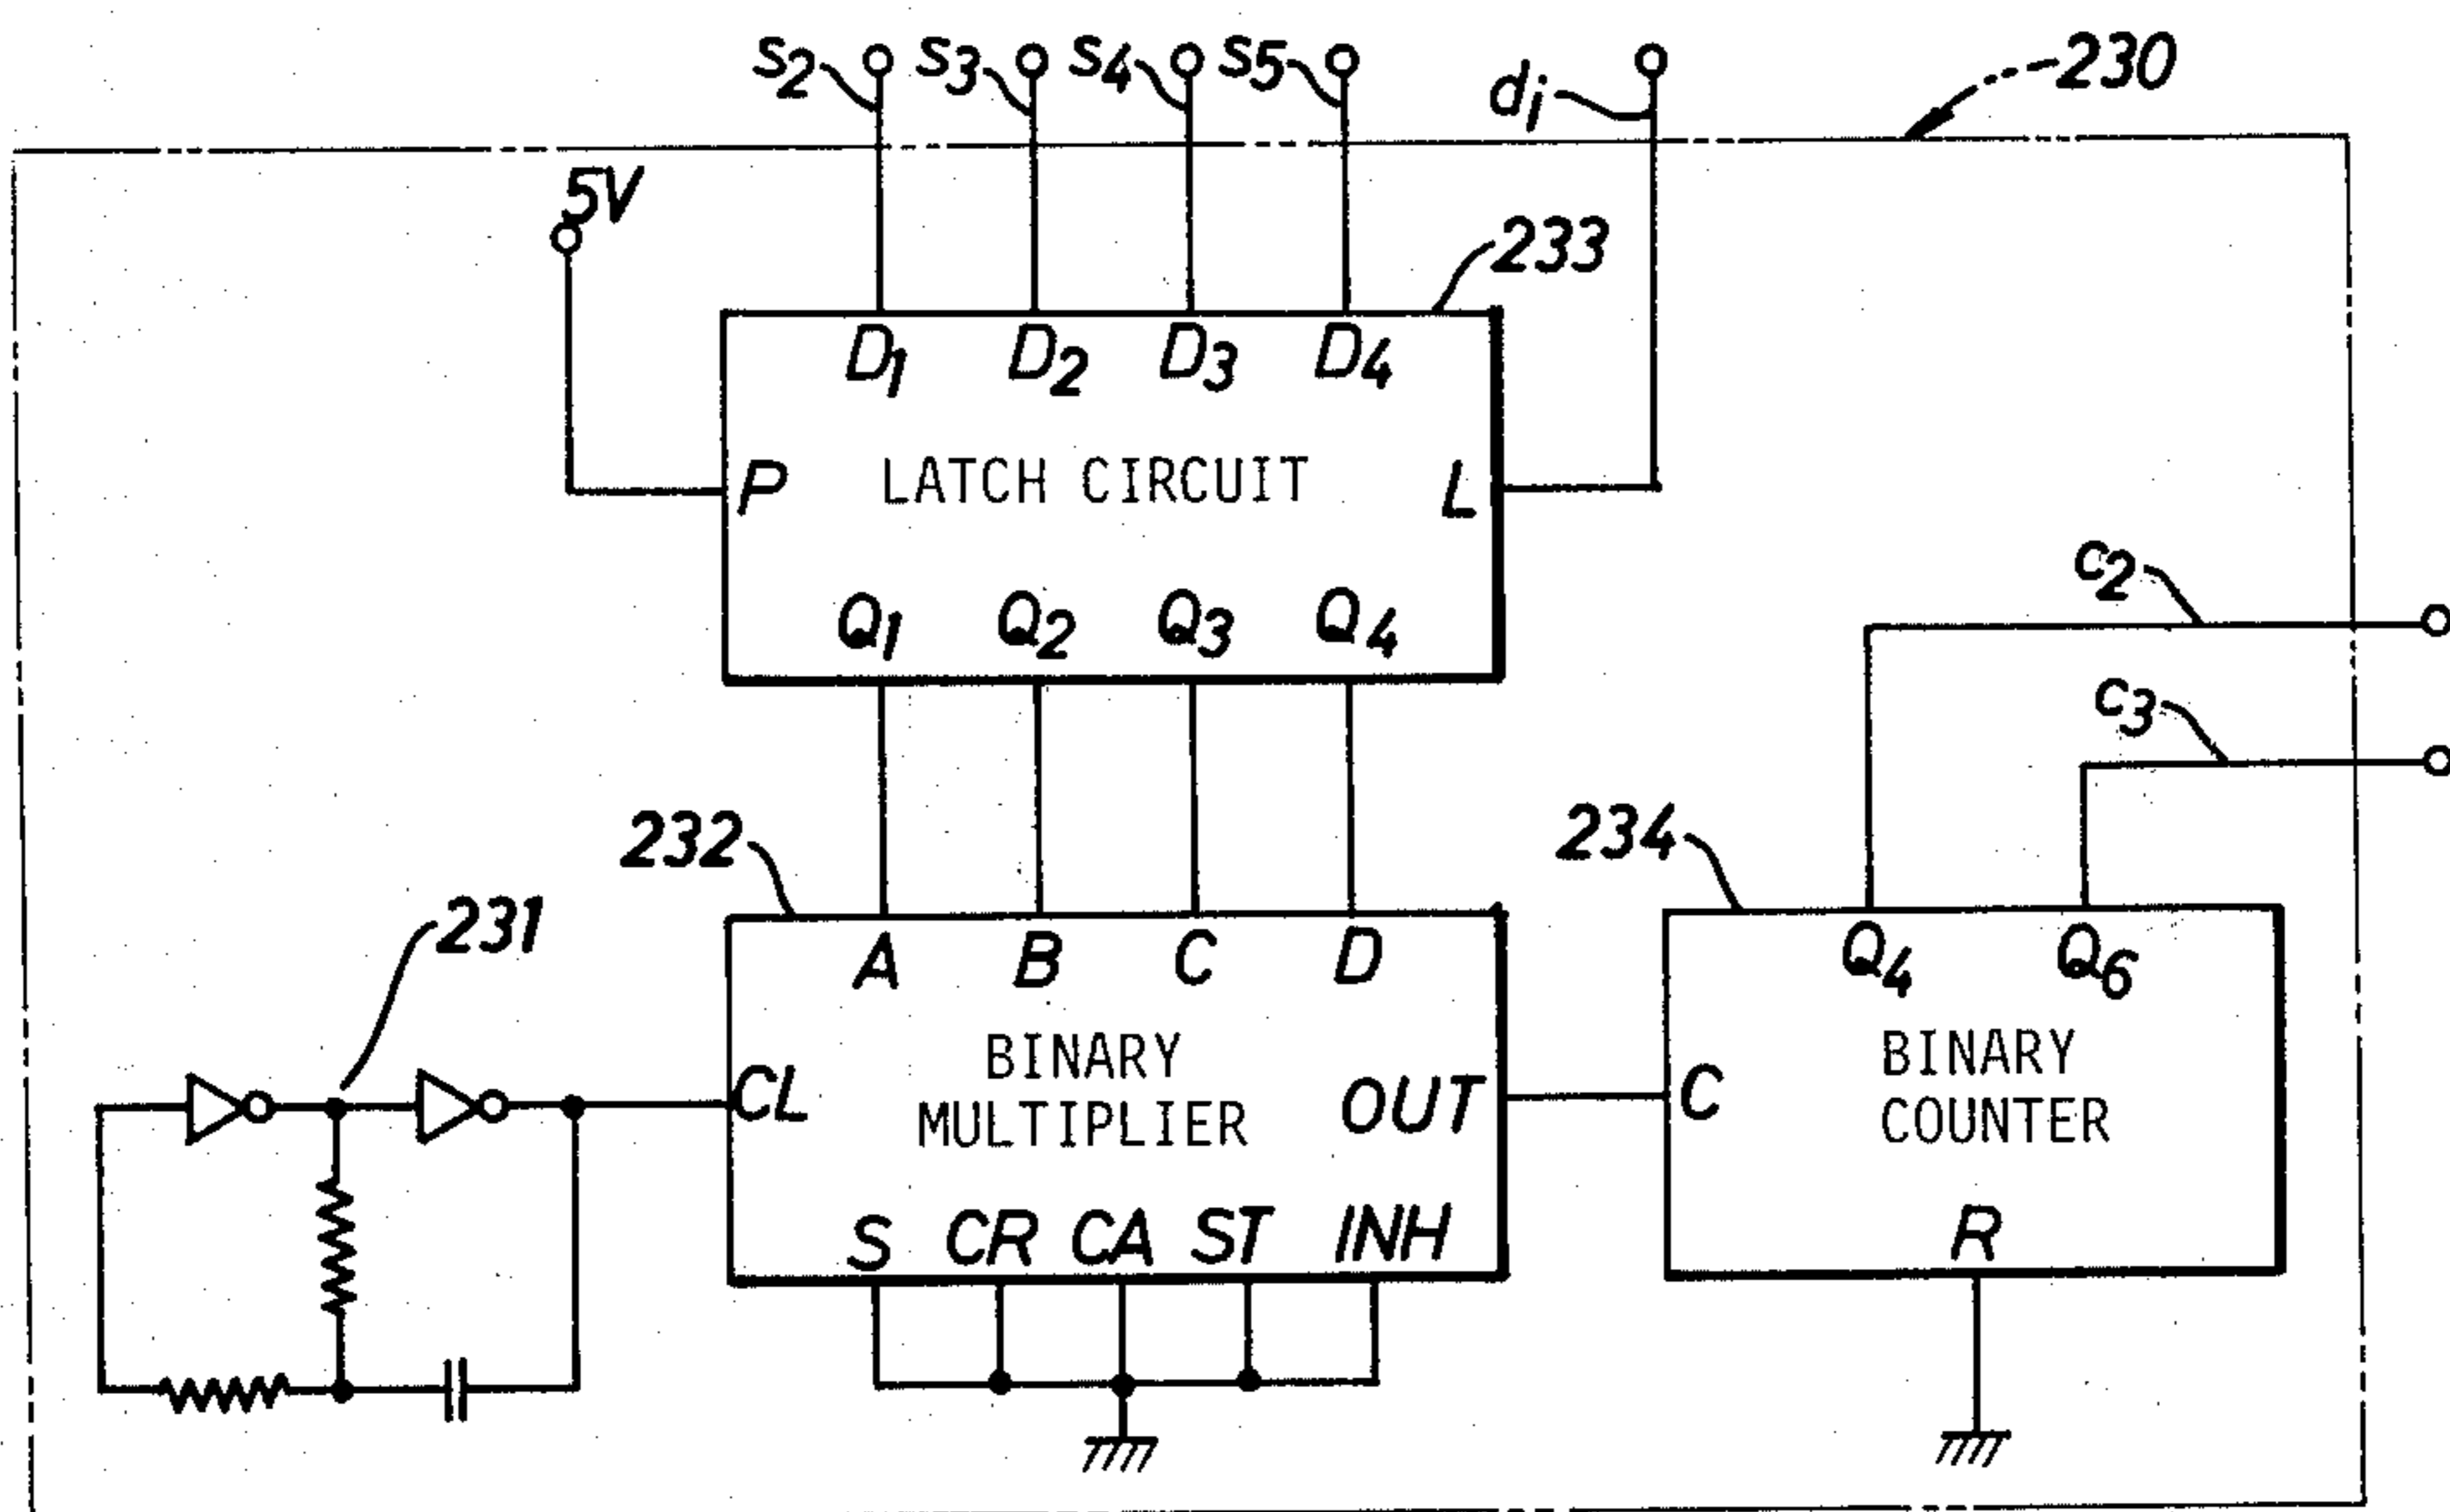 s2 s3 s4 s5 di 230
5V
233
D1 D2 D3 D4
P LATCH CIRCUIT L
Q1 Q2 Q3 Q4
c2
c3
232
234
231
A B C D
Q4 Q6
CL BINARY MULTIPLIER OUT
C BINARY COUNTER
S CR CA ST INH
R